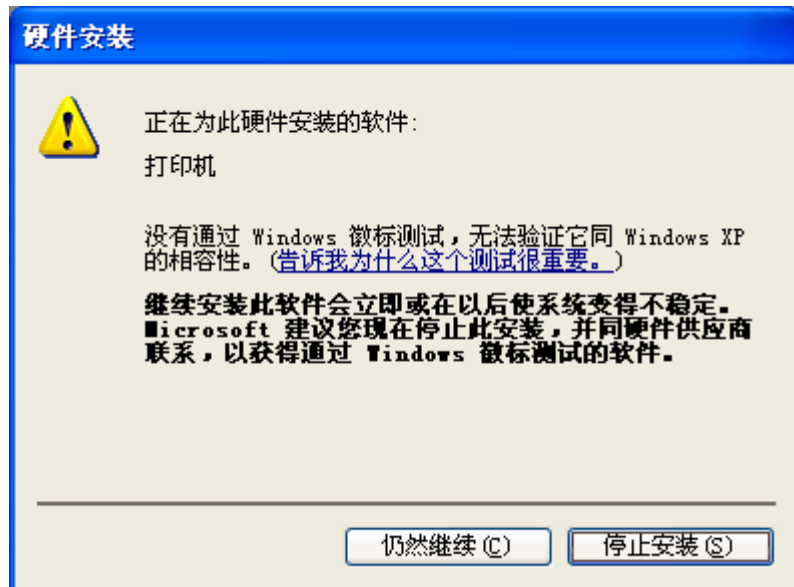 硬件安装
正在为此硬件安装的软件:
打印机
没有通过 Windows 徽标测试，无法验证它同 Windows XP
的相容性。(告诉我为什么这个测试很重要。)
继续安装此软件会立即或在以后使系统变得不稳定。
Microsoft 建议您现在停止此安装，并同硬件供应商
联系，以获得通过 Windows 徽标测试的软件。
仍然继续(C) 停止安装(S)